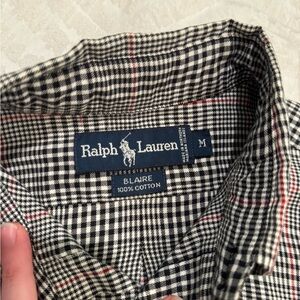 Ralph Lauren
M
BLAIRE
100% COTTON